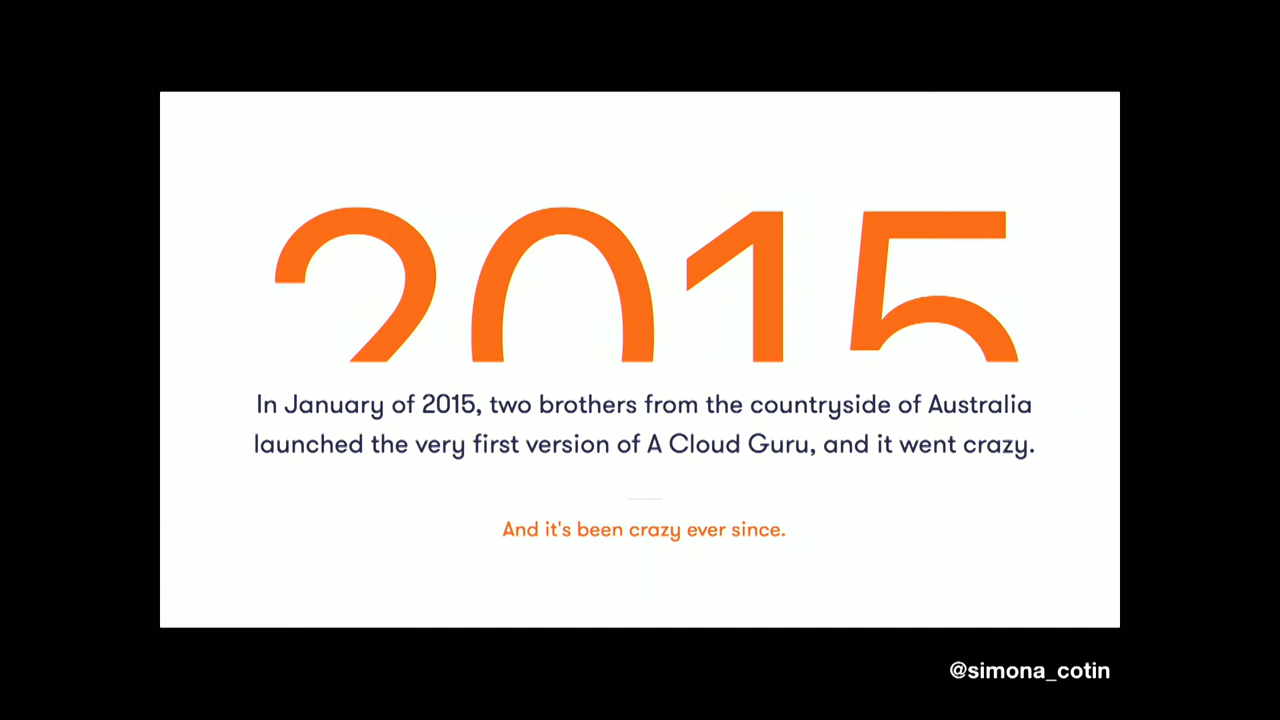 2015
In January of 2015, two brothers from the countryside of Australia
launched the very first version of A Cloud Guru, and it went crazy.
And it's been crazy ever since.
@simona_cotin